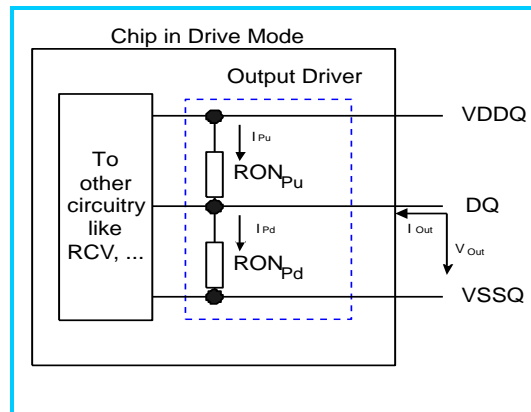 Chip in Drive Mode
Output Driver
VDDQ
I Pu
To
other
circuitry
like
RCV, ...
RON Pu
DQ
I Out
I Pd
V Out
RON Pd
VSSQ